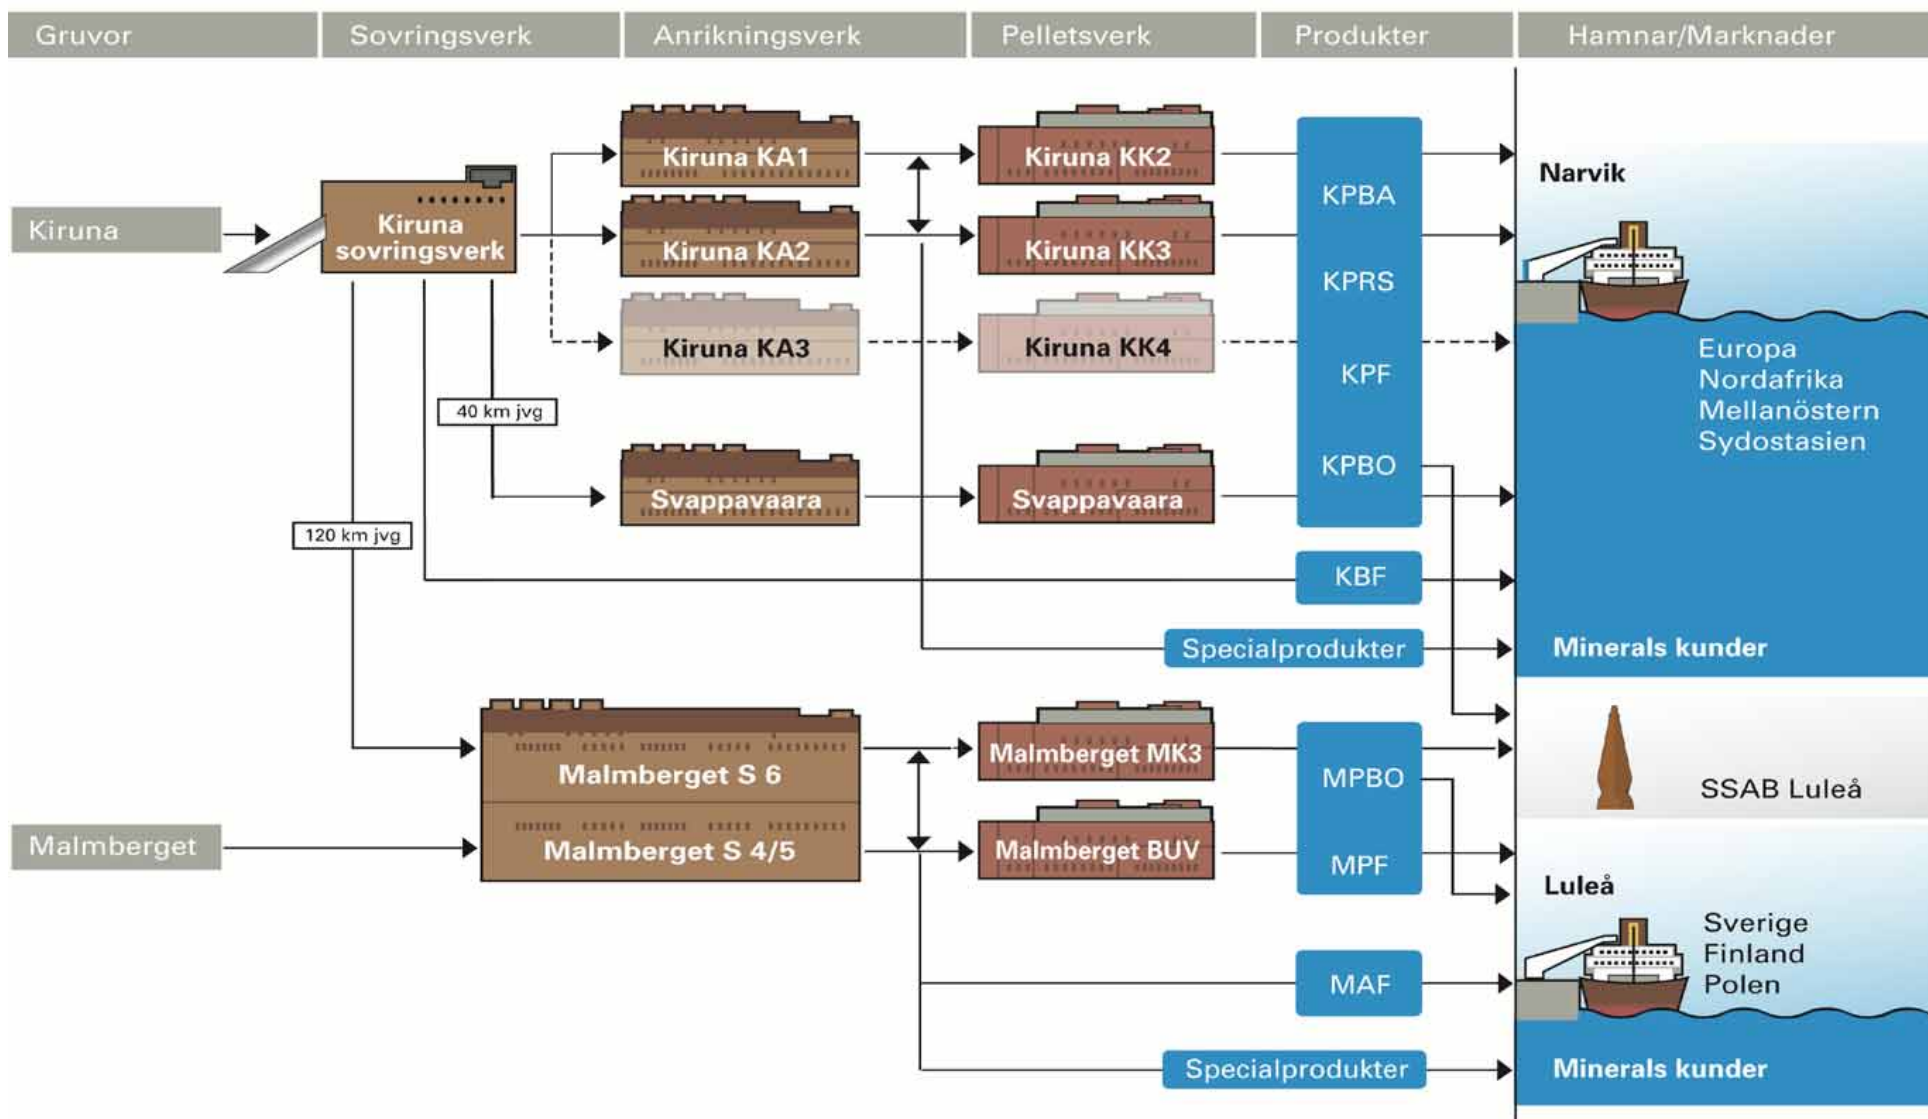 Gruvor
Sovringsverk
Anrikningsverk
Pelletsverk
Produkter
Hamnar/Marknader
Kiruna
Kiruna
sovringsverk
Kiruna KA1
Kiruna KK2
Kiruna KA2
Kiruna KK3
Kiruna KA3
Kiruna KK4
40 km jvg
Svappavaara
Svappavaara
120 km jvg
KPBA
KPRS
KPF
KPBO
KBF
Specialprodukter
Narvik
Europa
Nordafrika
Mellanöstern
Sydostasien
Minerals kunder
Malmberget
Malmberget S 6
Malmberget S 4/5
Malmberget MK3
Malmberget BUV
MPBO
MPF
MAF
Specialprodukter
SSAB Luleå
Luleå
Sverige
Finland
Polen
Minerals kunder